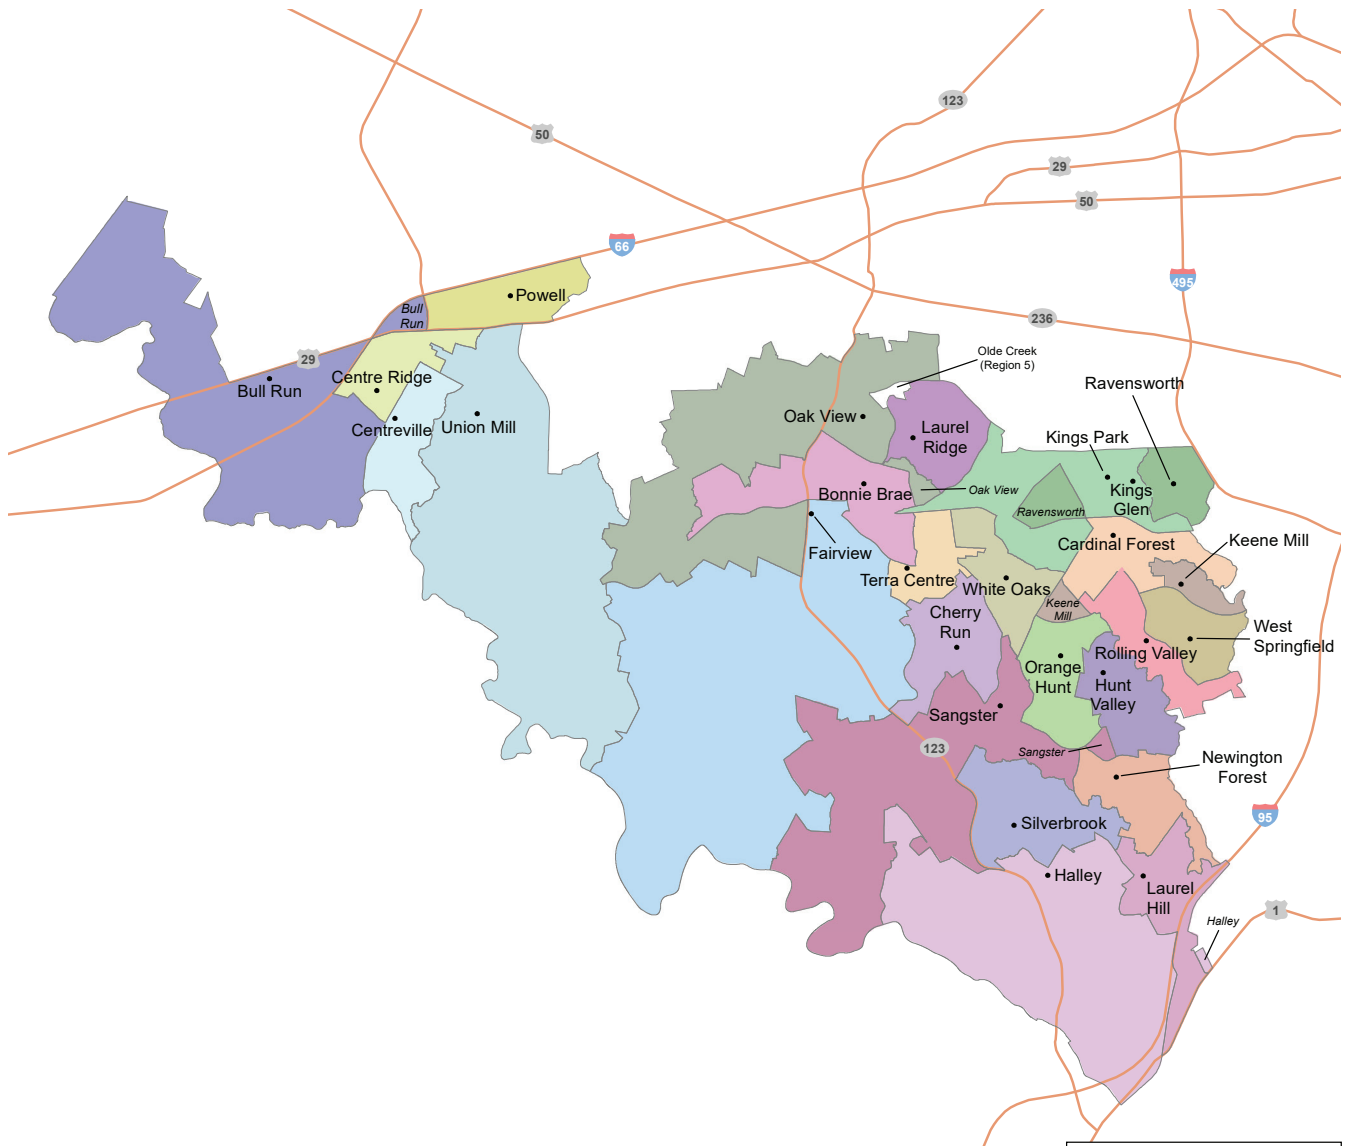 123
50
29
50
66
495
Powell
Bull
Run
236
29
Olde Creek
(Region 5)
Centre Ridge
Ravensworth
Bull Run
Oak View
Centreville
Union Mill
Laurel
Ridge
Kings Park
Bonnie Brae
Oak View
Kings
Glen
Ravensworth
Fairview
Cardinal Forest
Keene Mill
Terra Centre
White Oaks
Keene
Mill
Cherry
Run
West
Springfield
Rolling Valley
Orange
Hunt
Hunt
Valley
Sangster
123
Sangster
Newington
Forest
Silverbrook
95
Halley
Laurel
Hill
1
Halley